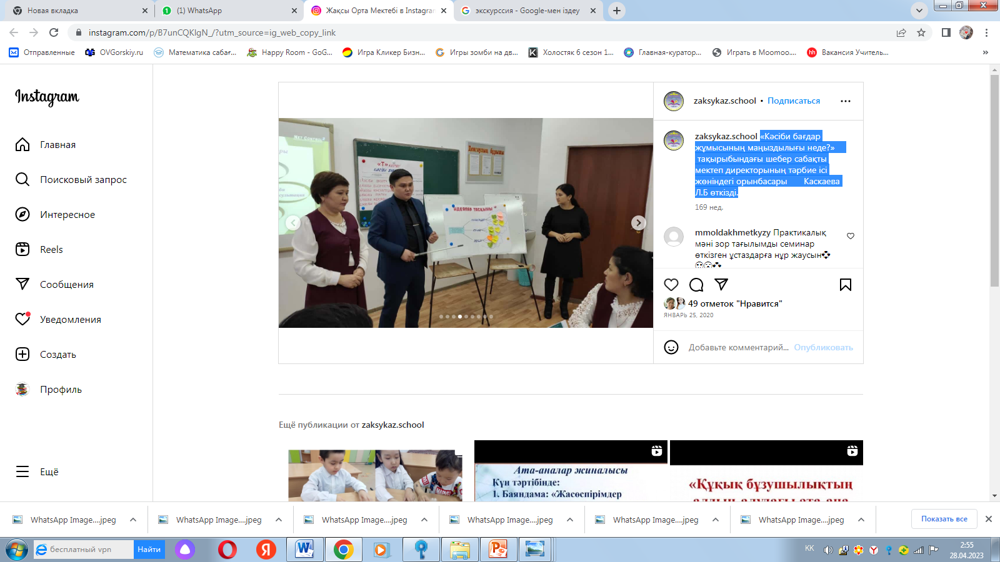 Новая вкладка
(1) WhatsApp
Жақсы Орта Мектебі в Instagram
экскурссия - Google-мен іздеу
instagram.com/p/B7unCQKlgN_/?utm_source=ig_web_copy_link
Отправленные
OVGorskiy.ru
Математика сабағ...
Happy Room - GoG...
Игра Кликер Бизн...
Игры зомби на дв...
Холостяк 6 сезон 1...
Главная-куратор...
Играть в Moomoo....
hh
Вакансия Учитель...
»
Instagram
Главная
Поисковый запрос
Интересное
Reels
Сообщения
Уведомления
Создать
Профиль
Ещё
Денсаулық бұрышы
Идеялар тасқыны
zaksykaz.school • Подписаться
zaksykaz.school «Кәсіби бағдар
жұмысының маңыздылығы неде?»
тақырыбындағы шебер сабақты
мектеп директорының тәрбие ісі
жөніндегі орынбасары Каскаева
Л.Б өткізді.
169 нед.
mmoldakhmetkyzy Практикалық
мәні зор тағылымды семинар
өткізген ұстаздарға нұр жаусын
49 отметок "Нравится"
ЯНВАРЬ 25, 2020
Добавьте комментарий...
Опубликовать
Ещё публикации от zaksykaz.school
Ата-аналар жиналысы
Күн тәртібінде:
1. Баяндама: «Жасөспірімдер
«Құқық бұзушылықтың
алдын алудағы ата-ана
WhatsApp Image....jpeg
WhatsApp Image....jpeg
WhatsApp Image....jpeg
WhatsApp Image....jpeg
WhatsApp Image....jpeg
WhatsApp Image....jpeg
Показать все
бесплатный vpn
Найти
KK
2:55
28.04.2023